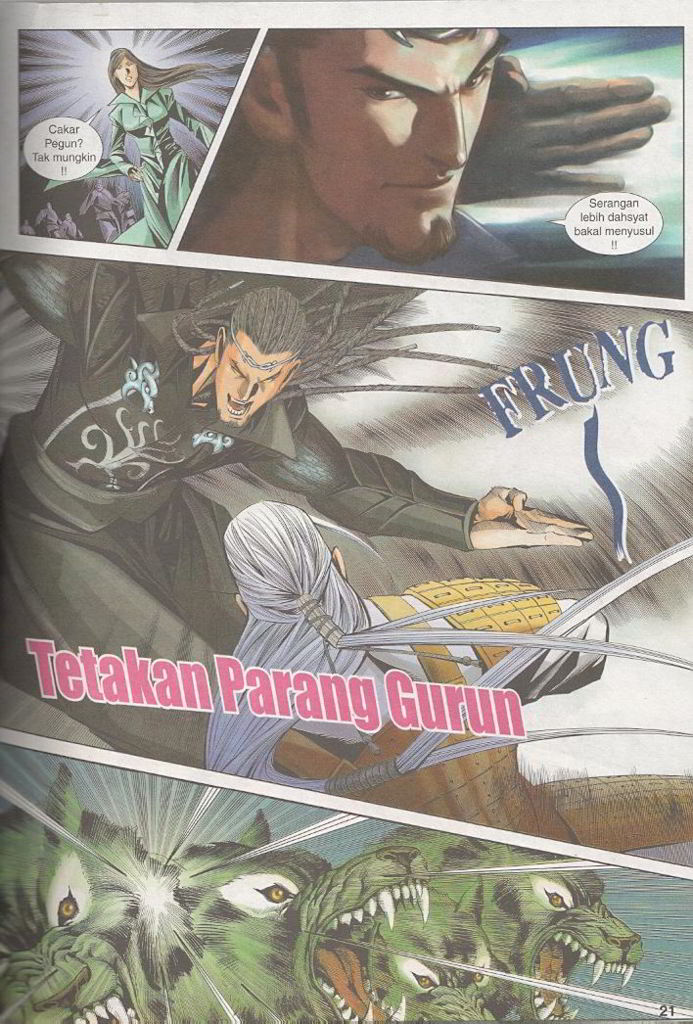 Cakar
Pegun?
Tak mungkin
!!
Serangan
lebih dahsyat
bakal menyusul
!!
FRUNG
Tetakan Parang Gurun
21